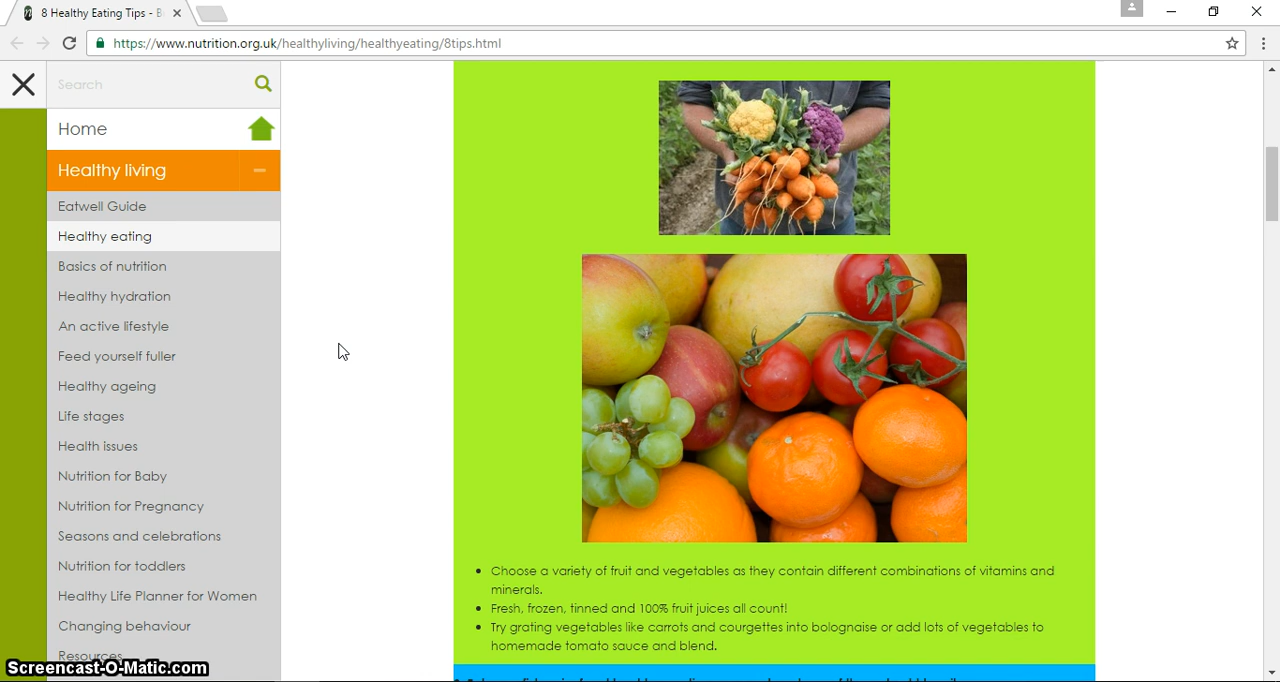 8 Healthy Eating Tips -
https://www.nutrition.org.uk/healthyliving/healthyeating/8tips.html
Search
Home
Healthy living
Eatwell Guide
Healthy eating
Basics of nutrition
Healthy hydration
An active lifestyle
Feed yourself fuller
Healthy ageing
Life stages
Health issues
Nutrition for Baby
Nutrition for Pregnancy
Seasons and celebrations
Nutrition for toddlers
Healthy Life Planner for Women
Changing behaviour
Resources
Screencast-O-Matic.com
• Choose a variety of fruit and vegetables as they contain different combinations of vitamins and
minerals.
• Fresh, frozen, tinned and 100% fruit juices all count!
• Try grating vegetables like carrots and courgettes into bolognaise or add lots of vegetables to
homemade tomato sauce and blend.